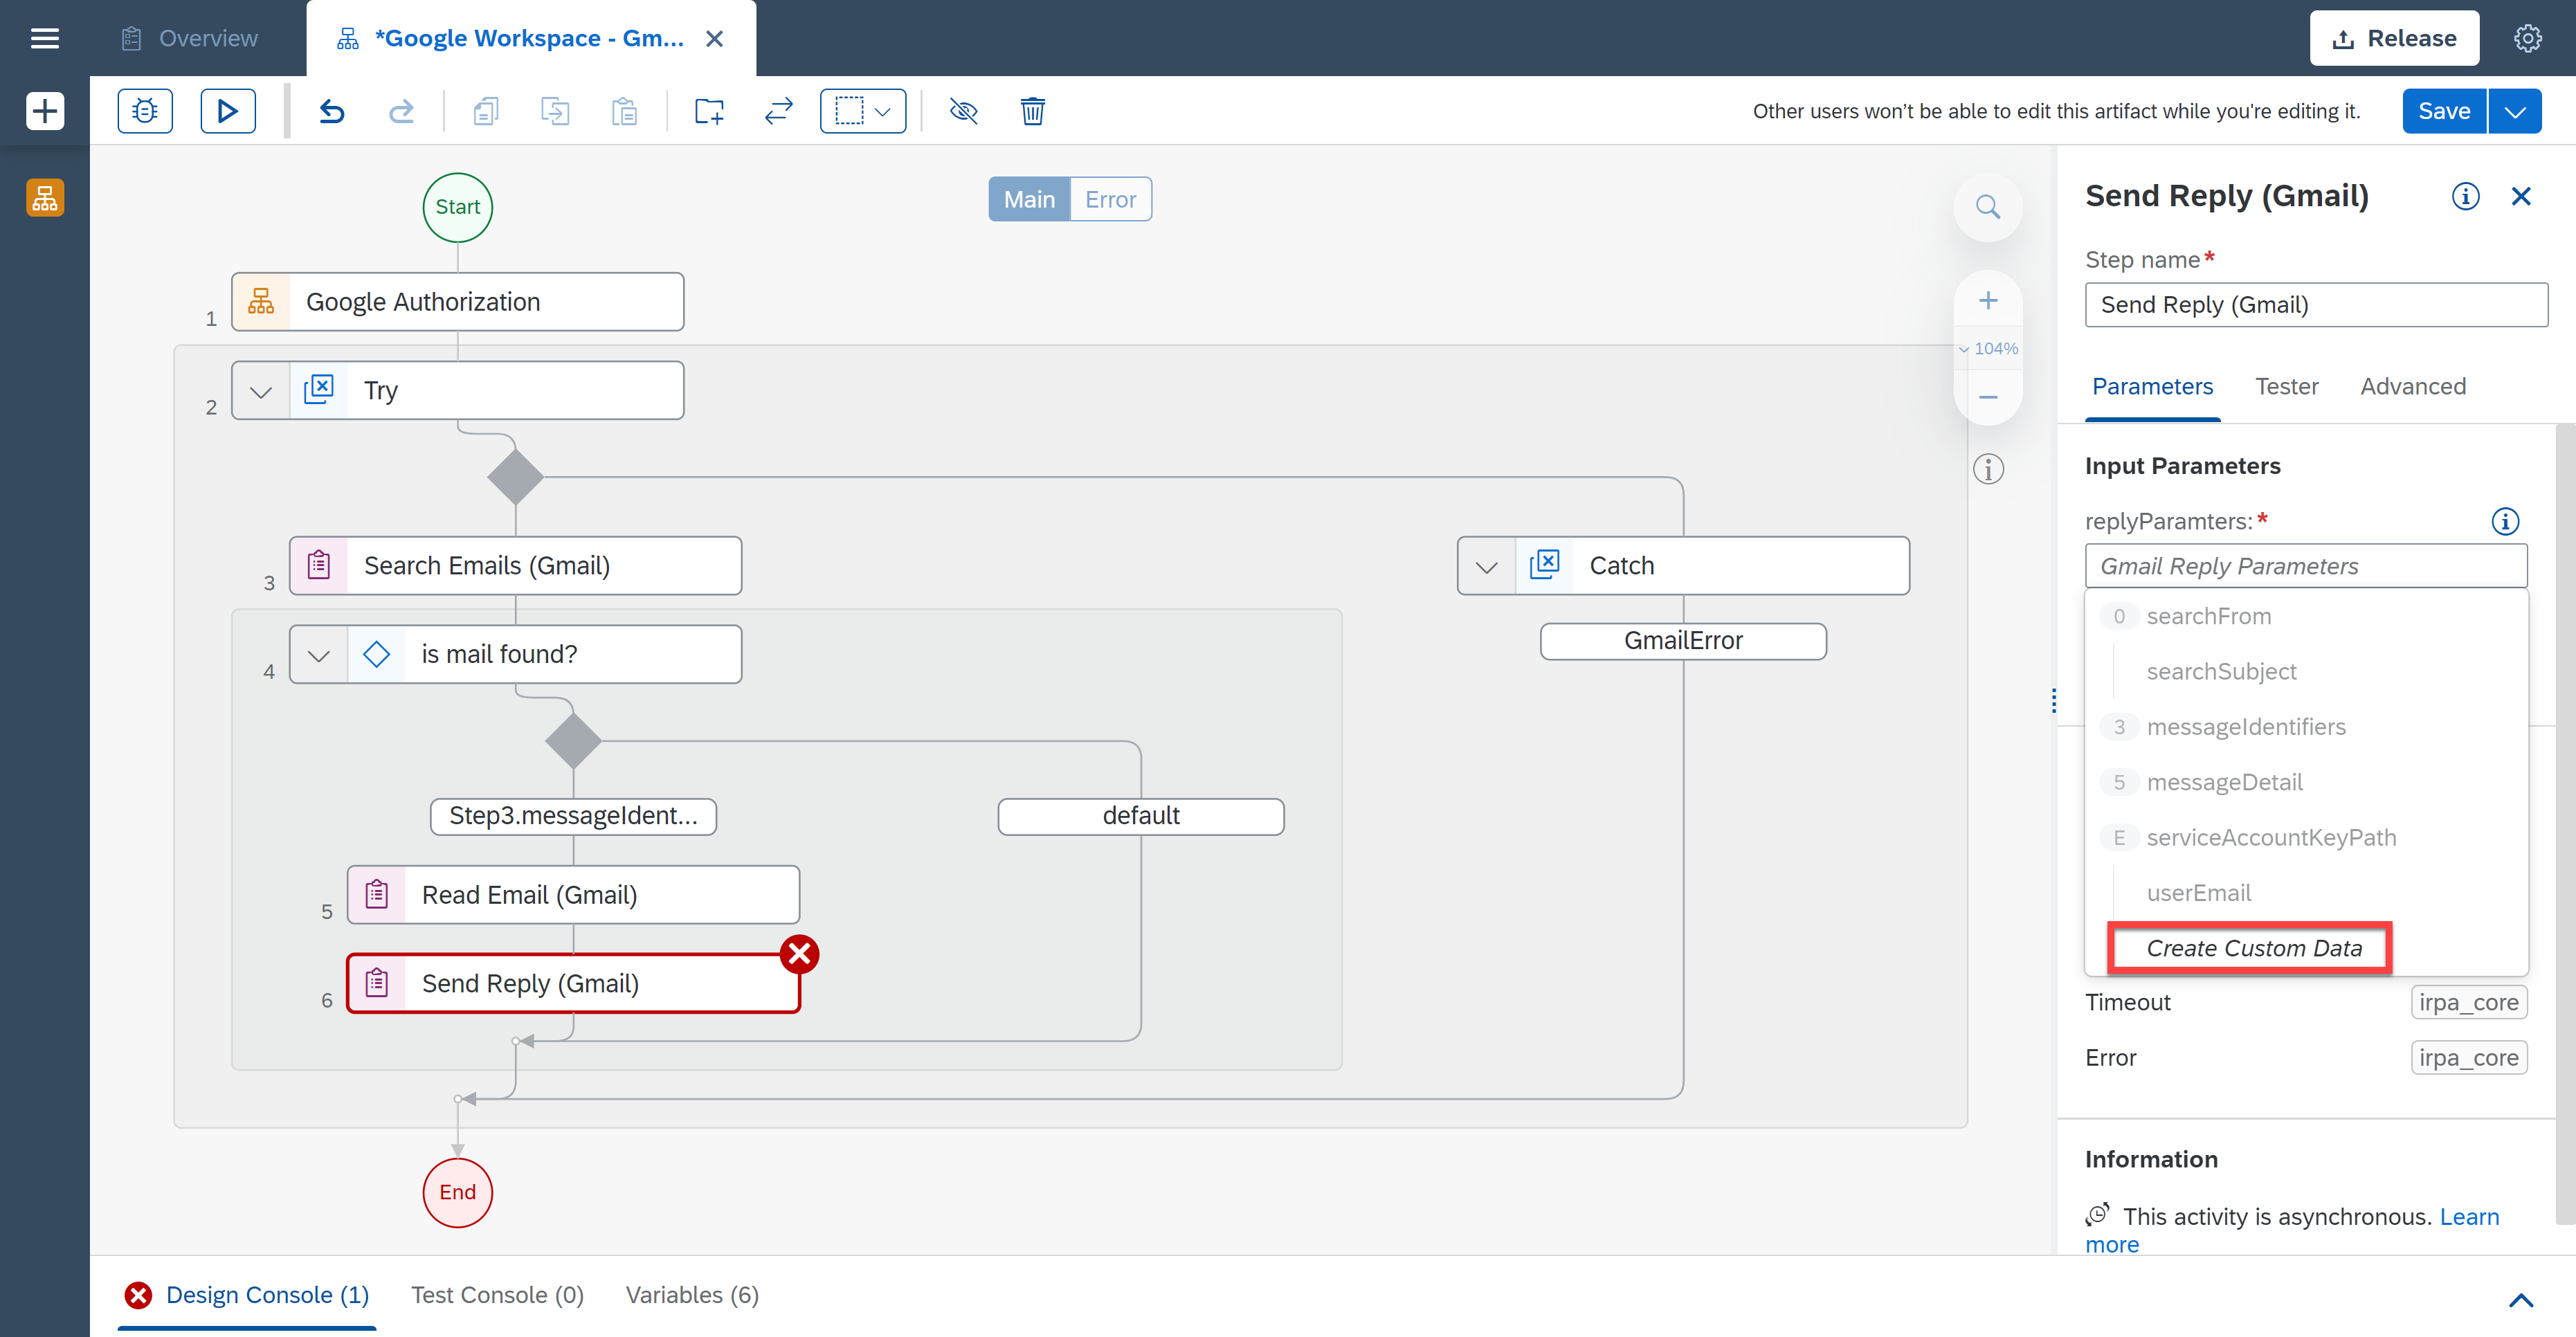 Overview
*Google Workspace - Gm...
Release
Other users won't be able to edit this artifact while you're editing it.
Save
Start
Main
Error
1
Google Authorization
2
Try
3
Search Emails (Gmail)
Catch
GmailError
4
is mail found?
Step3.messageIdent...
default
5
Read Email (Gmail)
6
Send Reply (Gmail)
End
104%
Send Reply (Gmail)
Step name*
Send Reply (Gmail)
Parameters
Tester
Advanced
Input Parameters
replyParamters:*
Gmail Reply Parameters
0 searchFrom
searchSubject
3 messageIdentifiers
5 messageDetail
E serviceAccountKeyPath
userEmail
Create Custom Data
Timeout irpa_core
Error irpa_core
Information
This activity is asynchronous. Learn
more
Design Console (1)
Test Console (0)
Variables (6)